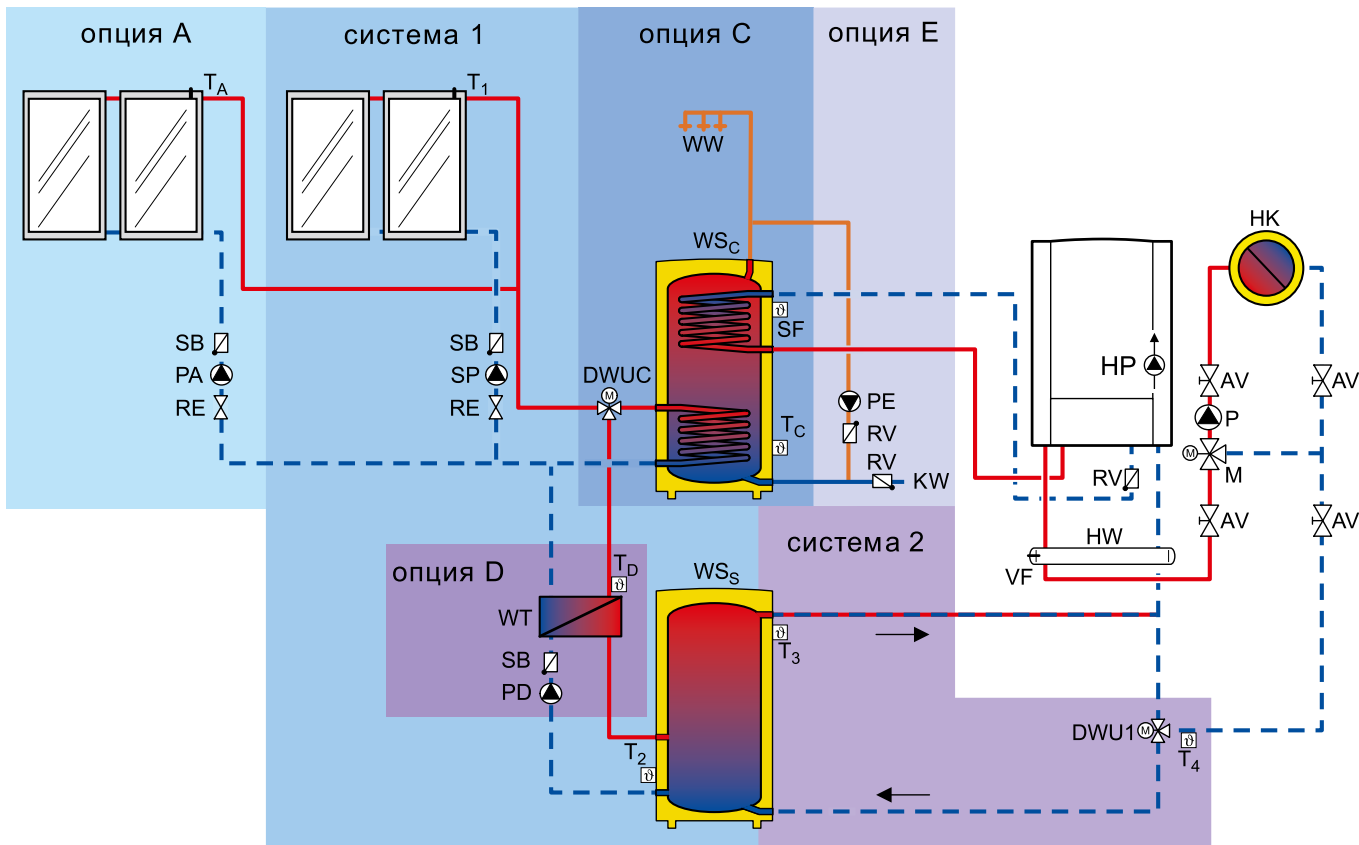 опция A
система 1
опция C
опция E
TA
T1
WW
HK
WSC
SF
SB
SB
DWUC
M
HP
PA
SP
PE
AV
AV
RE
RE
TC
RV
P
RV
KW
RV
M
M
AV
AV
система 2
HW
VF
опция D
TD
WSS
WT
T3
SB
PD
DWU1
M
T2
T4
ϑ
ϑ
ϑ
ϑ
ϑ
ϑ